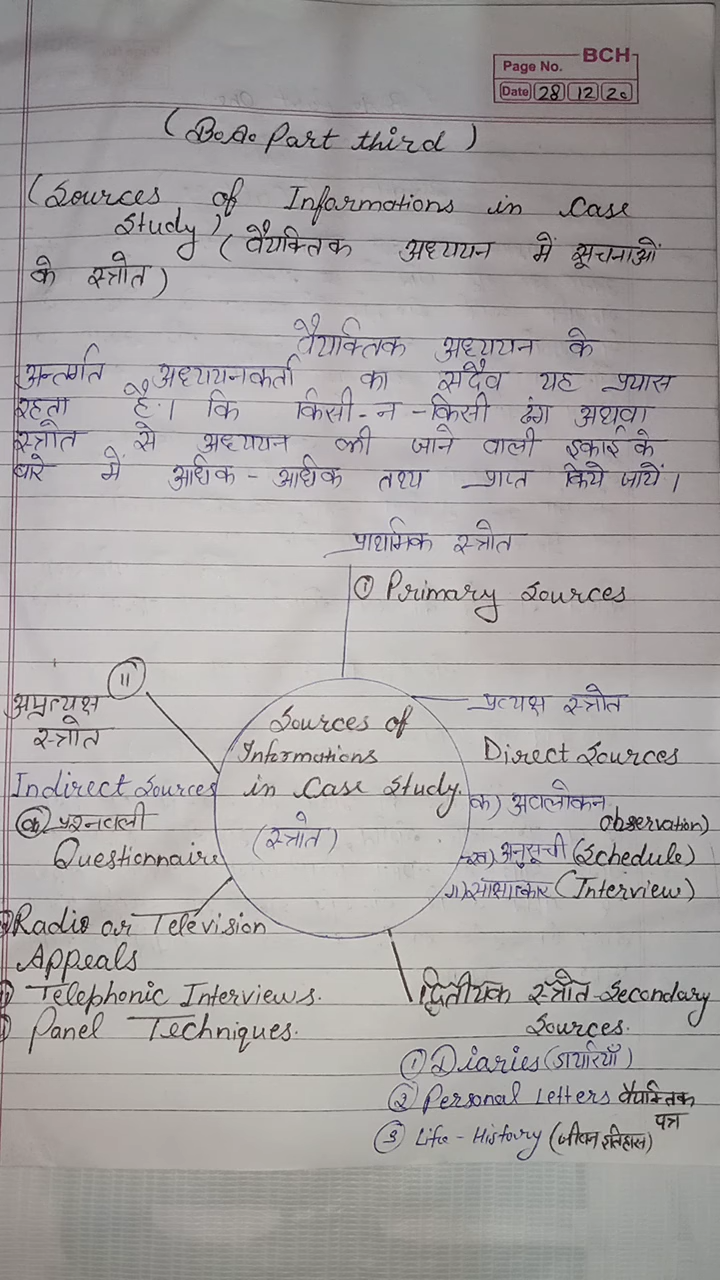 BCH
Page No.
Date 28 12 20
(B.A. Part third)
(Sources of Informations in Case
Study) (वैयक्तिक अध्ययन में सूचनाओं
के स्त्रोत)
वैयक्तिक अध्ययन के
अन्तर्गत अध्ययनकर्ता का सदैव यह प्रयास
रहता है। कि किसी-न-किसी ढंग अथवा
स्त्रोत से अध्ययन की जाने वाली इकाई के
बारे में अधिक-अधिक तथ्य प्राप्त किये जायें।
प्राथमिक स्त्रोत
① Primary Sources
प्रत्यक्ष स्त्रोत
Direct Sources
क) अवलोकन
Observation)
ख) अनुसूची (Schedule)
ग) साक्षात्कार (Interview)
Sources of
Informations
in Case Study.
(स्त्रोत)
II
अप्रत्यक्ष
स्त्रोत
Indirect Sources
(क) प्रश्नवली
Questionnaire
Radio or Television
Appeals
Telephonic Interviews.
Panel Techniques.
द्वितीयक स्त्रोत-Secondary
Sources.
① Diaries (डायरियाँ)
② Personal Letters वैयक्तिक
पत्र
③ Life-History (जीवन इतिहास)